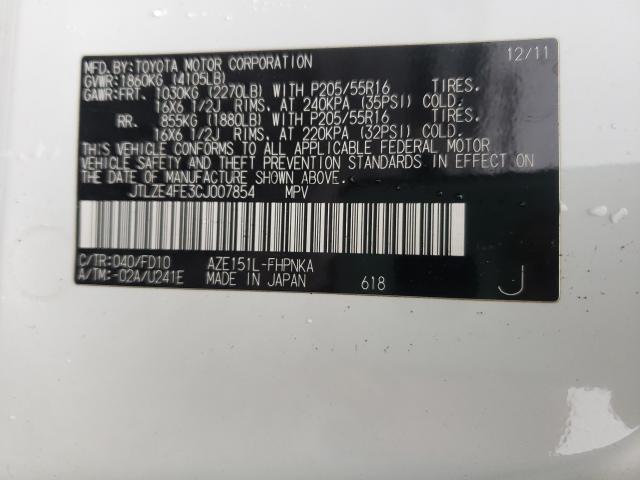 MFD.BY:TOYOTA MOTOR CORPORATION 12/11
GVWR:1860KG (4105LB)
GAWR:FRT. 1030KG (2270LB) WITH P205/55R16 TIRES.
16X6 1/2J RIMS, AT 240KPA (35PSI) COLD.
RR. 855KG (1880LB) WITH P205/55R16 TIRES.
16X6 1/2J RIMS, AT 220KPA (32PSI) COLD.
THIS VEHICLE CONFORMS TO ALL APPLICABLE FEDERAL MOTOR
VEHICLE SAFETY AND THEFT PREVENTION STANDARDS IN EFFECT ON
THE DATE OF MANUFACTURE SHOWN ABOVE.
JTLZE4FE3CJ007854 MPV
C/TR:040/FD10 AZE151L-FHPNKA
A/TM:-02A/U241E MADE IN JAPAN 618 J